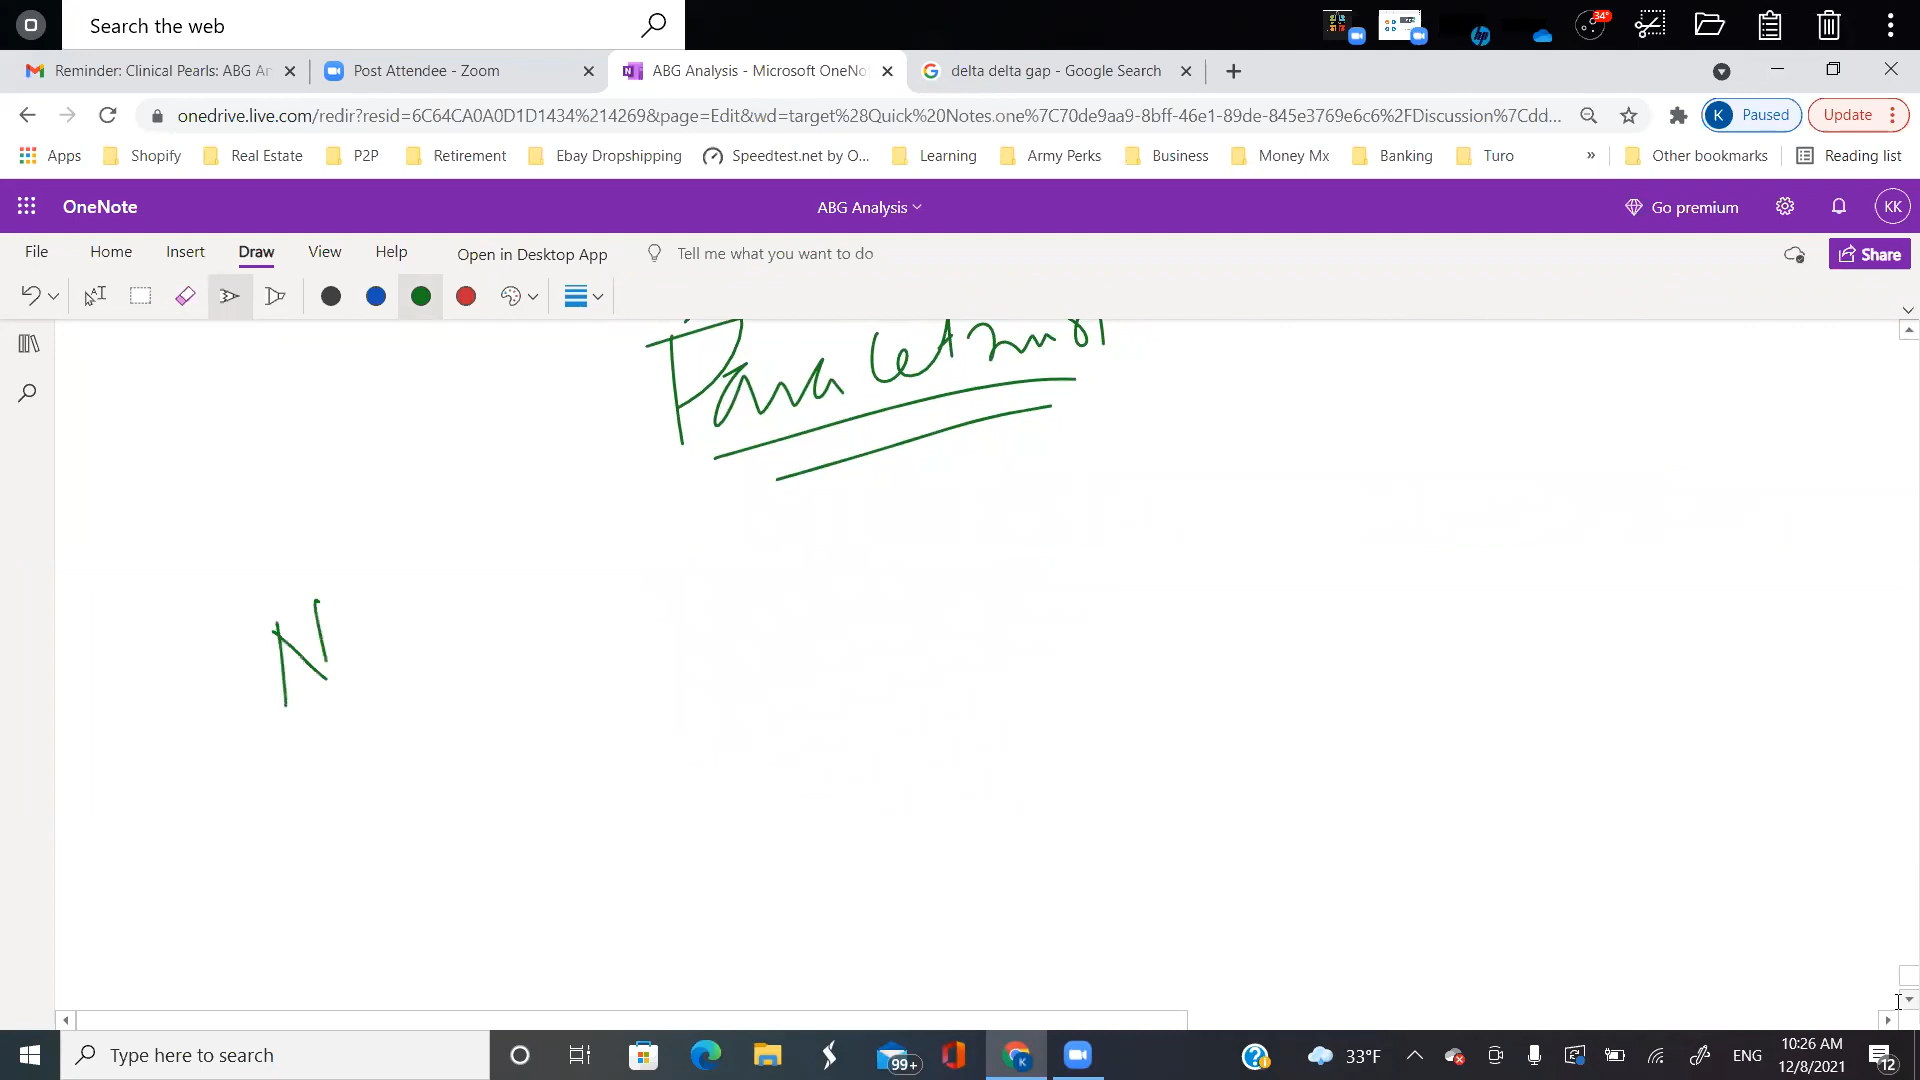 Search the web
34°
Reminder: Clinical Pearls: ABG Ar
Post Attendee - Zoom
ABG Analysis - Microsoft OneNo
delta delta gap - Google Search
onedrive.live.com/redir?resid=6C64CA0A0D1D1434%214269&page=Edit&wd=target%28Quick%20Notes.one%7C70de9aa9-8bff-46e1-89de-845e3769e6c6%2FDiscussion%7Cdd...
K Paused
Update
Apps Shopify Real Estate P2P Retirement Ebay Dropshipping Speedtest.net by O... Learning Army Perks Business Money Mx Banking Turo » Other bookmarks Reading list
OneNote
ABG Analysis
Go premium
KK
File Home Insert Draw View Help Open in Desktop App Tell me what you want to do
Share
Paracetamol
N
Type here to search
99+
33°F
ENG
10:26 AM
12/8/2021
12